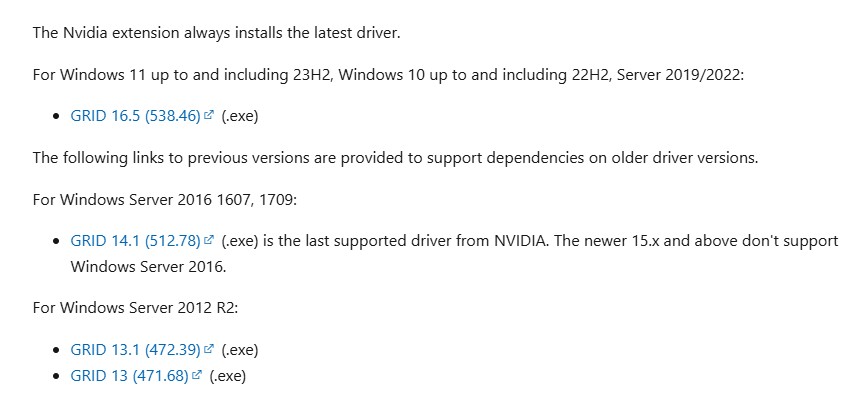 The Nvidia extension always installs the latest driver.
For Windows 11 up to and including 23H2, Windows 10 up to and including 22H2, Server 2019/2022:
• GRID 16.5 (538.46) (.exe)
The following links to previous versions are provided to support dependencies on older driver versions.
For Windows Server 2016 1607, 1709:
• GRID 14.1 (512.78) (.exe) is the last supported driver from NVIDIA. The newer 15.x and above don't support
Windows Server 2016.
For Windows Server 2012 R2:
• GRID 13.1 (472.39) (.exe)
• GRID 13 (471.68) (.exe)